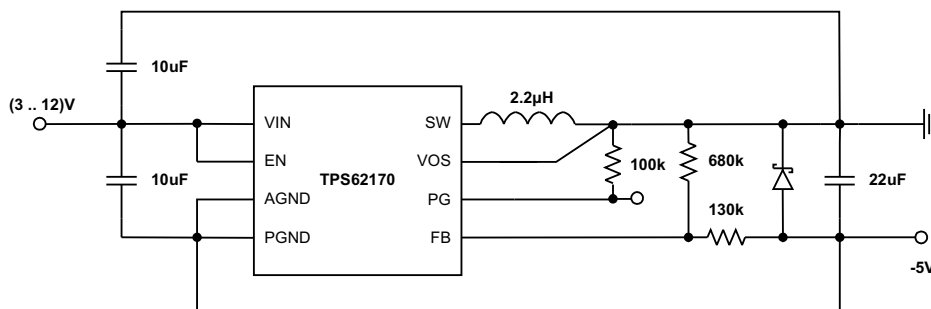 10uF
2.2µH
(3 .. 12)V
VIN
SW
EN
VOS
100k
680k
10uF
TPS62170
22uF
AGND
PG
130k
PGND
FB
-5V